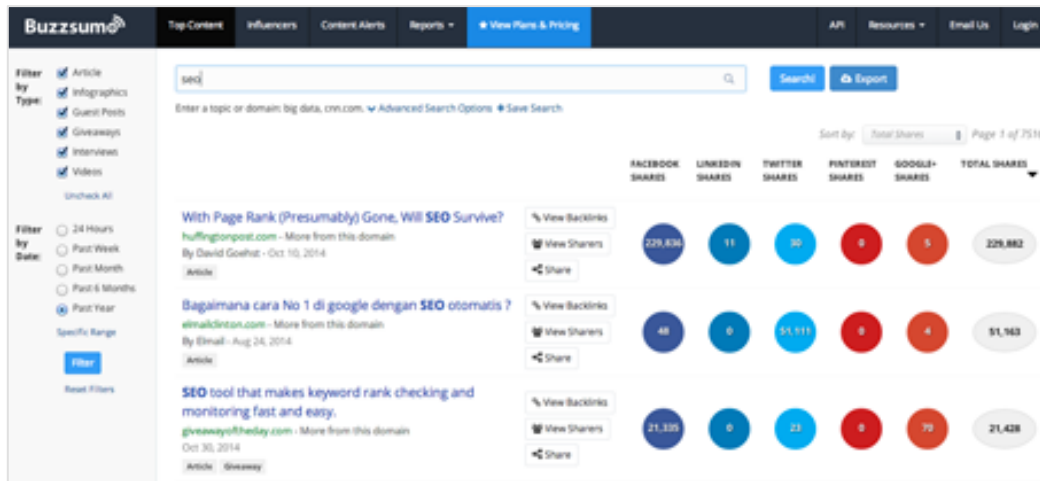 Buzzsumo
Top Content Influencers Content Alerts Reports View Plans & Pricing API Resources Email Us Login
Filter by Type:
Article
Infographics
Guest Posts
Giveaways
Interviews
Videos
Uncheck All
Filter by Date:
24 Hours
Past Week
Past Month
Past 6 Months
Past Year
Specific Range
Filter
Reset Filters
seo
Search! Export
Enter a topic or domain: big data, cnn.com. Advanced Search Options Save Search
Sort by: Total Shares Page 1 of 7516
FACEBOOK SHARES LINKEDIN SHARES TWITTER SHARES PINTEREST SHARES GOOGLE+ SHARES TOTAL SHARES
With Page Rank (Presumably) Gone, Will SEO Survive?
huffingtonpost.com - More from this domain
By David Goehst - Oct 10, 2014
Article
View Backlinks
View Sharers
Share
229,836 11 30 0 5 229,882
Bagaimana cara No 1 di google dengan SEO otomatis ?
elmailclinton.com - More from this domain
By Elmail - Aug 24, 2014
Article
View Backlinks
View Sharers
Share
48 0 51,111 0 4 51,163
SEO tool that makes keyword rank checking and
monitoring fast and easy.
giveawayoftheday.com - More from this domain
Oct 30, 2014
Article Giveaway
View Backlinks
View Sharers
Share
21,335 0 23 0 70 21,428